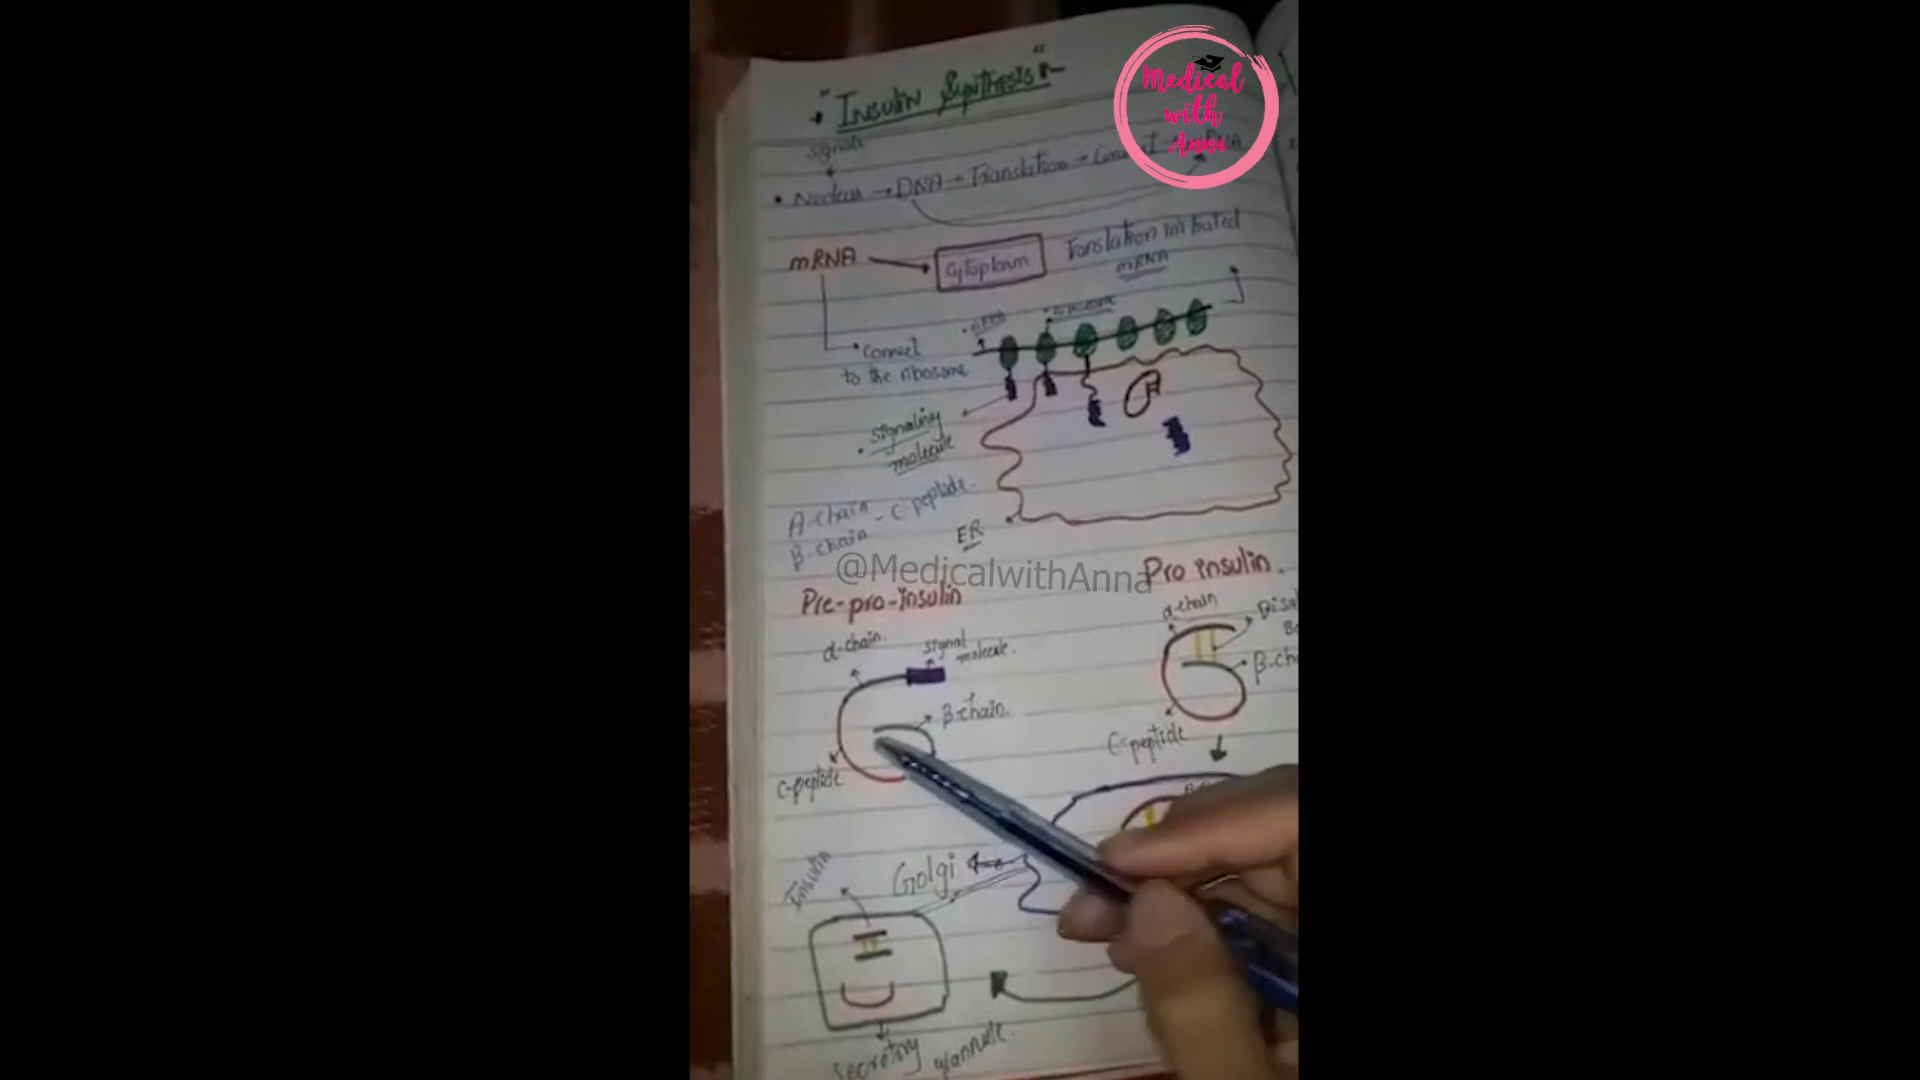 " Insulin Synthesis" :-
Medical
with
Anna
Signals
• Nucleus → DNA → Translation →
mRNA → Cytoplasm Translation initiated
mRNA
• Connect
to the ribosome
• Signaling
molecule
A-chain - C-peptide.
B-chain
ER
@MedicalwithAnna
Pre-pro-insulin
Pro insulin.
α-chain.
signal
molecule.
β-chain.
C-peptide
α-chain
C-peptide
Insulin
Golgi
secretory granule.